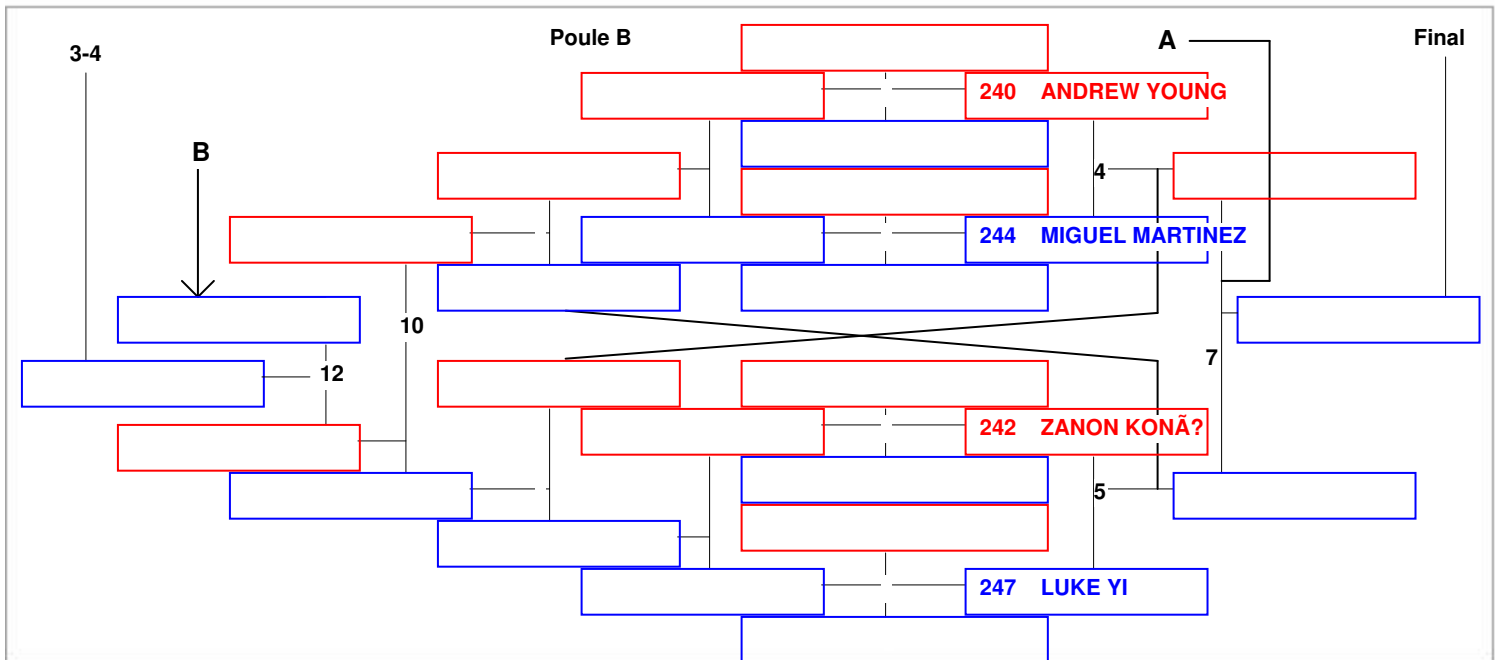 3-4
Poule B
A
Final
240 ANDREW YOUNG
B
4
244 MIGUEL MARTINEZ
10
7
12
242 ZANON KONÃ?
5
247 LUKE YI